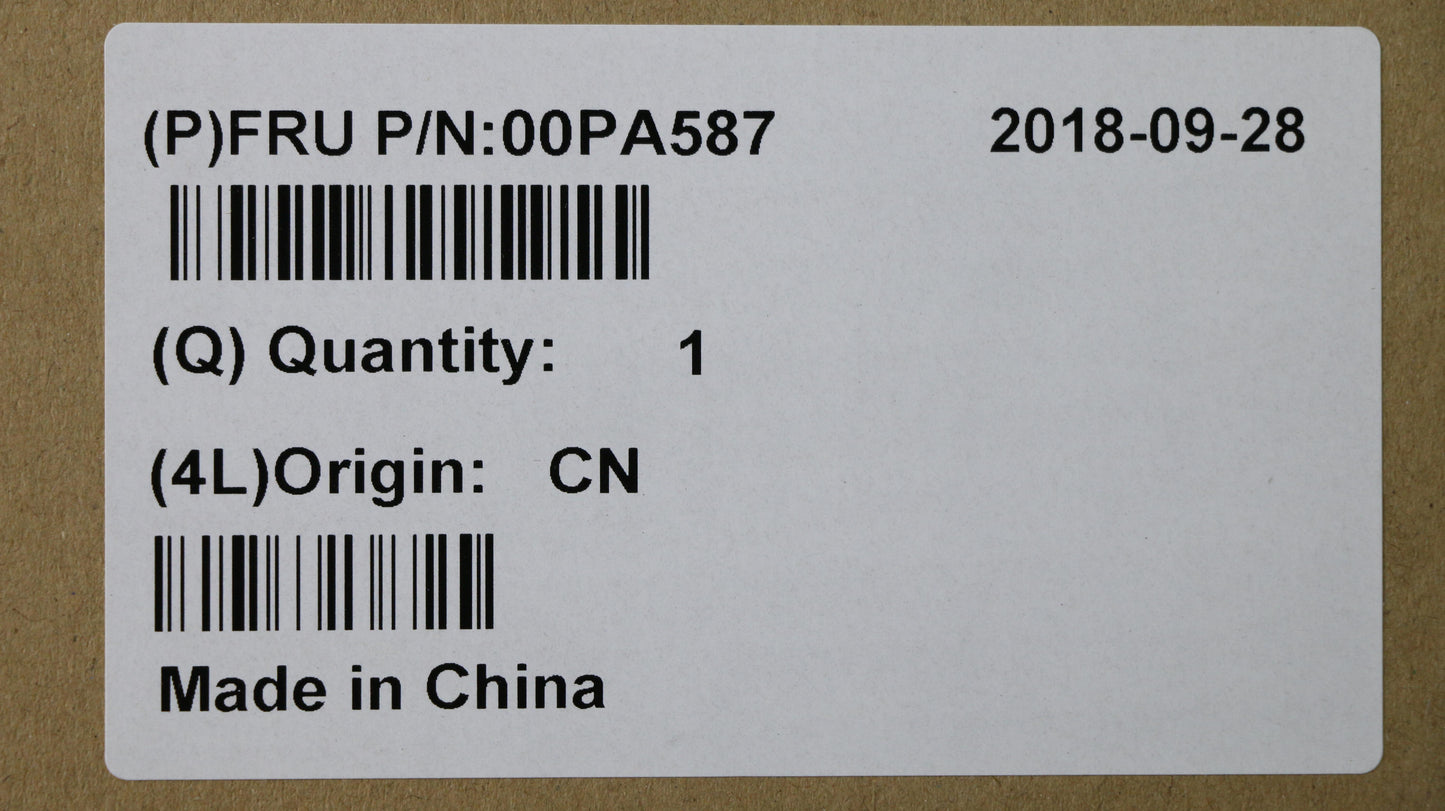 (P)FRU P/N:00PA587 2018-09-28
(Q) Quantity: 1
(4L)Origin: CN
Made in China